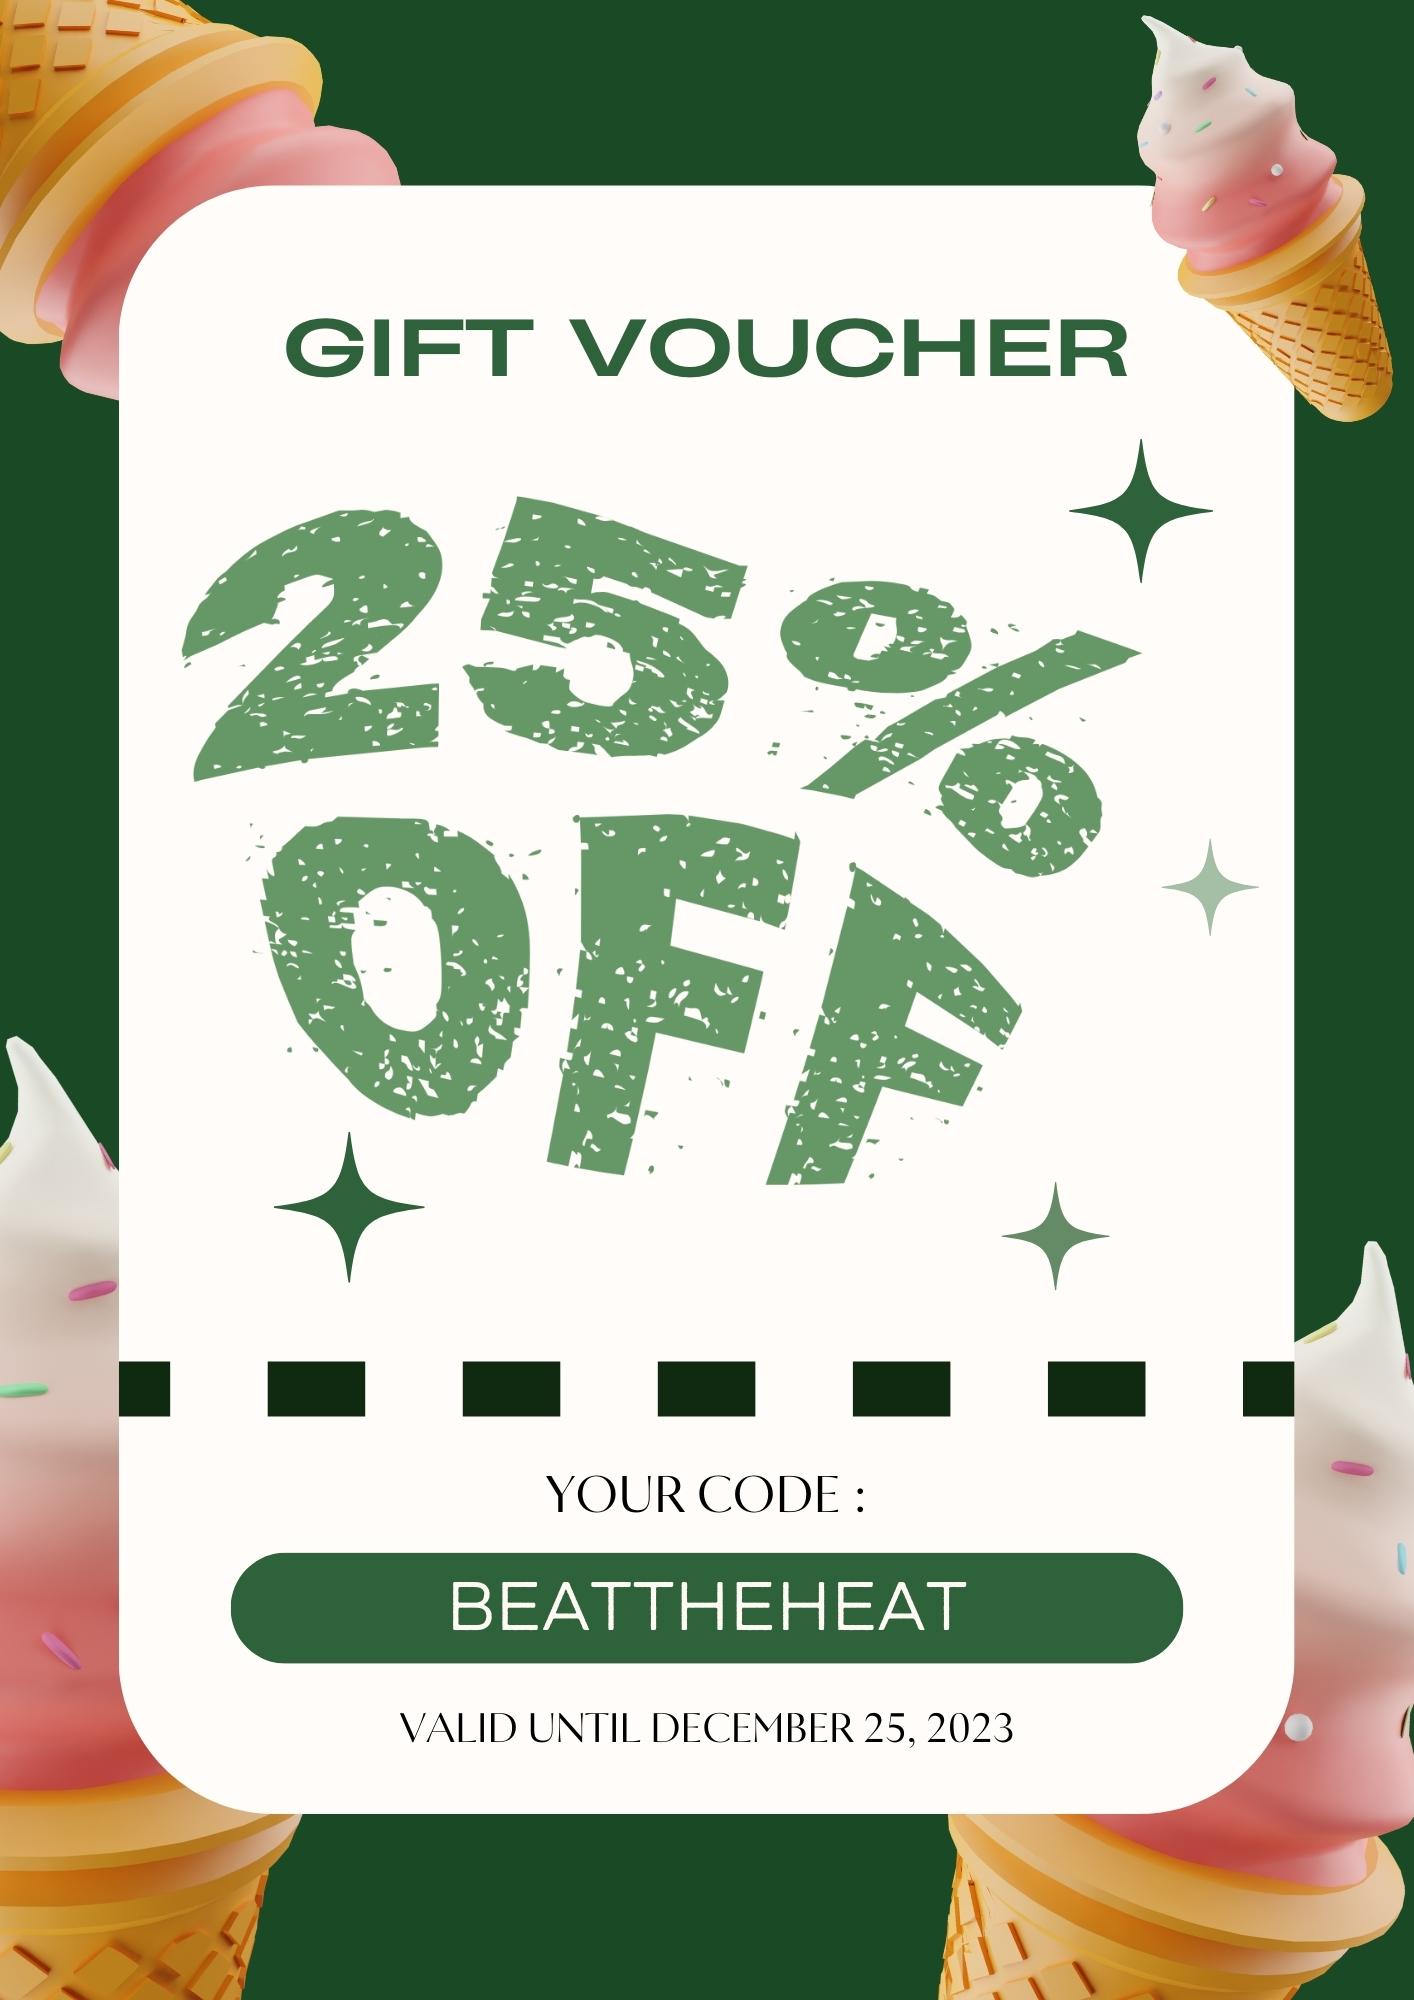 GIFT VOUCHER
25%
OFF
YOUR CODE :
BEATTHEHEAT
VALID UNTIL DECEMBER 25, 2023